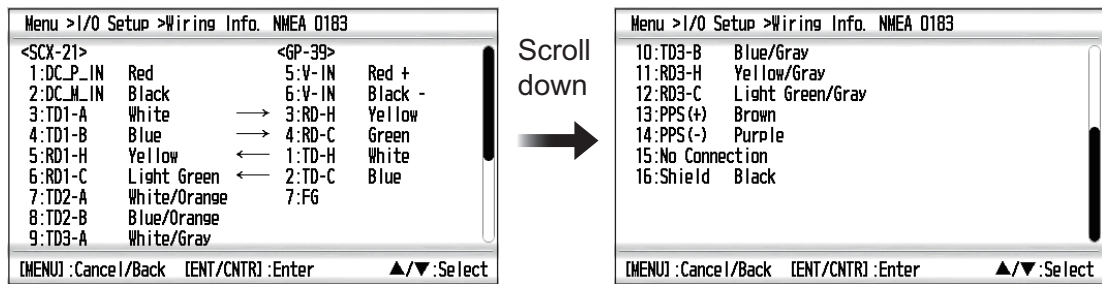 Menu >I/O Setup >Wiring Info. NMEA 0183
<SCX-21> <GP-39>
1:DC_P_IN Red 5:V-IN Red +
2:DC_M_IN Black 6:V-IN Black -
3:TD1-A White → 3:RD-H Yellow
4:TD1-B Blue → 4:RD-C Green
5:RD1-H Yellow ← 1:TD-H White
6:RD1-C Light Green ← 2:TD-C Blue
7:TD2-A White/Orange 7:FG
8:TD2-B Blue/Orange
9:TD3-A White/Gray
[MENU]:Cancel/Back [ENT/CNTR]:Enter ▲/▼:Select
Scroll
down
Menu >I/O Setup >Wiring Info. NMEA 0183
10:TD3-B Blue/Gray
11:RD3-H Yellow/Gray
12:RD3-C Light Green/Gray
13:PPS(+) Brown
14:PPS(-) Purple
15:No Connection
16:Shield Black
[MENU]:Cancel/Back [ENT/CNTR]:Enter ▲/▼:Select